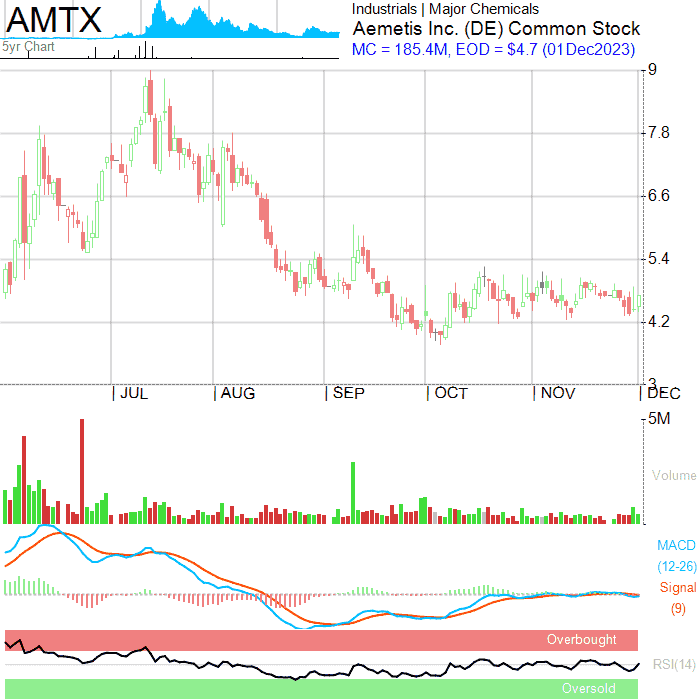 AMTX
Industrials | Major Chemicals
Aemetis Inc. (DE) Common Stock
MC = 185.4M, EOD = $4.7 (01Dec2023)
5yr Chart
9
7.8
6.6
5.4
4.2
3
|JUL |AUG |SEP |OCT |NOV |DEC
5M
Volume
MACD
(12-26)
Signal
(9)
Overbought
RSI(14)
Oversold